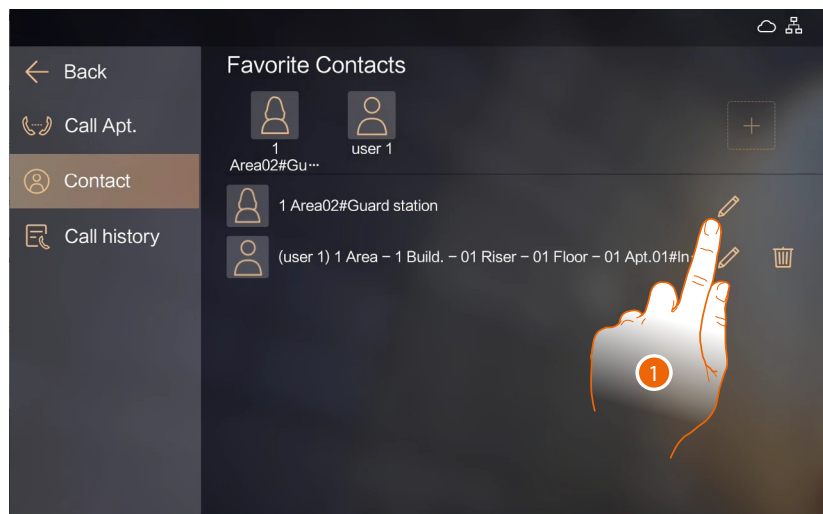 Back
Call Apt.
Contact
Call history
Favorite Contacts
1
Area02#Gu···
user 1
1 Area02#Guard station
(user 1) 1 Area – 1 Build. – 01 Riser – 01 Floor – 01 Apt.01#In
1